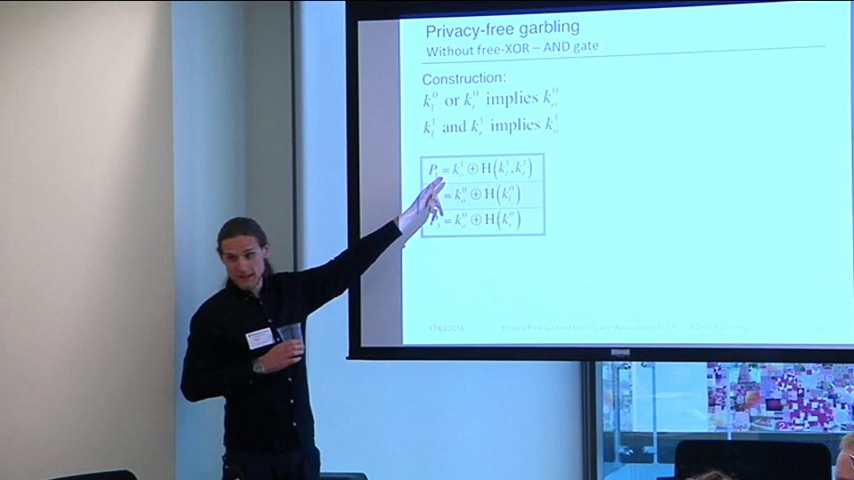 Privacy-free garbling
Without free-XOR – AND gate
Construction:
k_l^0 or k_r^0 implies k_o^0
k_l^1 and k_r^1 implies k_o^1
P = k_o^1 ⊕ H(k_l^1, k_r^1)
= k_o^0 ⊕ H(k_l^0)
P_3 = k_o^0 ⊕ H(k_r^0)